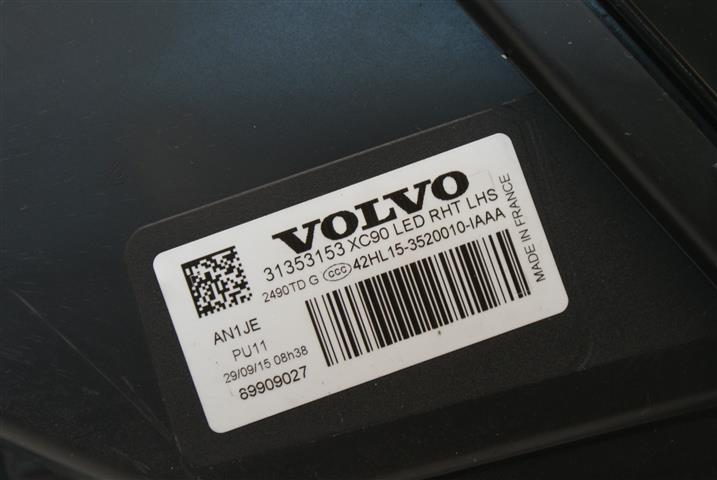 VOLVO
31353153 XC90 LED RHT LHS
2490TD G CCC 42HL15-3520010-IAAA
MADE IN FRANCE
AN1JE
PU11
29/09/15 08h38
89909027